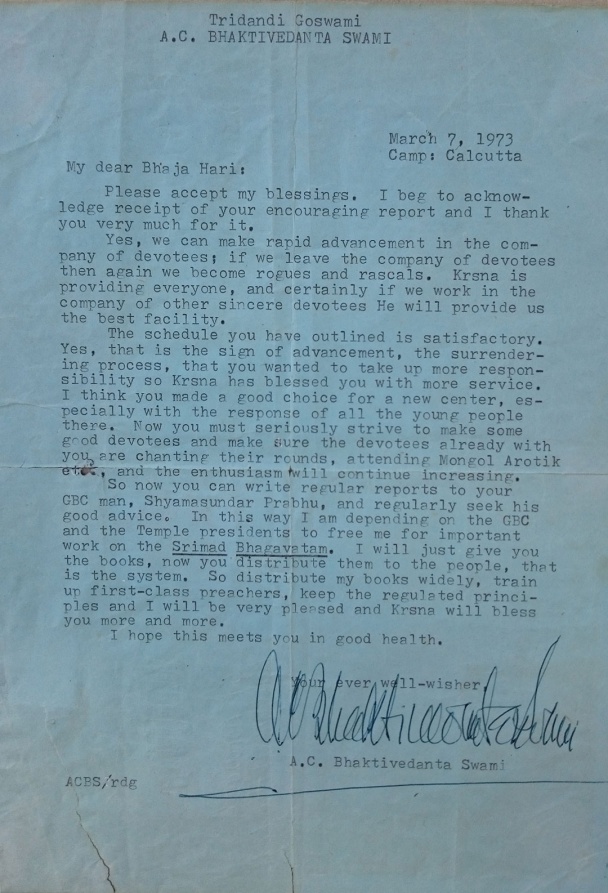 Tridandi Goswami
A.C. BHAKTIVEDANTA SWAMI
March 7, 1973
Camp: Calcutta
My dear Bhaja Hari:
Please accept my blessings. I beg to acknow-
ledge receipt of your encouraging report and I thank
you very much for it.
Yes, we can make rapid advancement in the com-
pany of devotees; if we leave the company of devotees
then again we become rogues and rascals. Krsna is
providing everyone, and certainly if we work in the
company of other sincere devotees He will provide us
the best facility.
The schedule you have outlined is satisfactory.
Yes, that is the sign of advancement, the surrender-
ing process, that you wanted to take up more respon-
sibility so Krsna has blessed you with more service.
I think you made a good choice for a new center, es-
pecially with the response of all the young people
there. Now you must seriously strive to make some
good devotees and make sure the devotees already with
you, are chanting their rounds, attending Mongol Arotik
etc., and the enthusiasm will continue increasing.
So now you can write regular reports to your
GBC man, Shyamasundar Prabhu, and regularly seek his
good advice. In this way I am depending on the GBC
and the Temple presidents to free me for important
work on the Srimad Bhagavatam. I will just give you
the books, now you distribute them to the people, that
is the system. So distribute my books widely, train
up first-class preachers, keep the regulated princi-
ples and I will be very pleased and Krsna will bless
you more and more.
I hope this meets you in good health.
Your ever well-wisher
A.C. Bhaktivedanta Swami
A.C. Bhaktivedanta Swami
ACBS/rdg